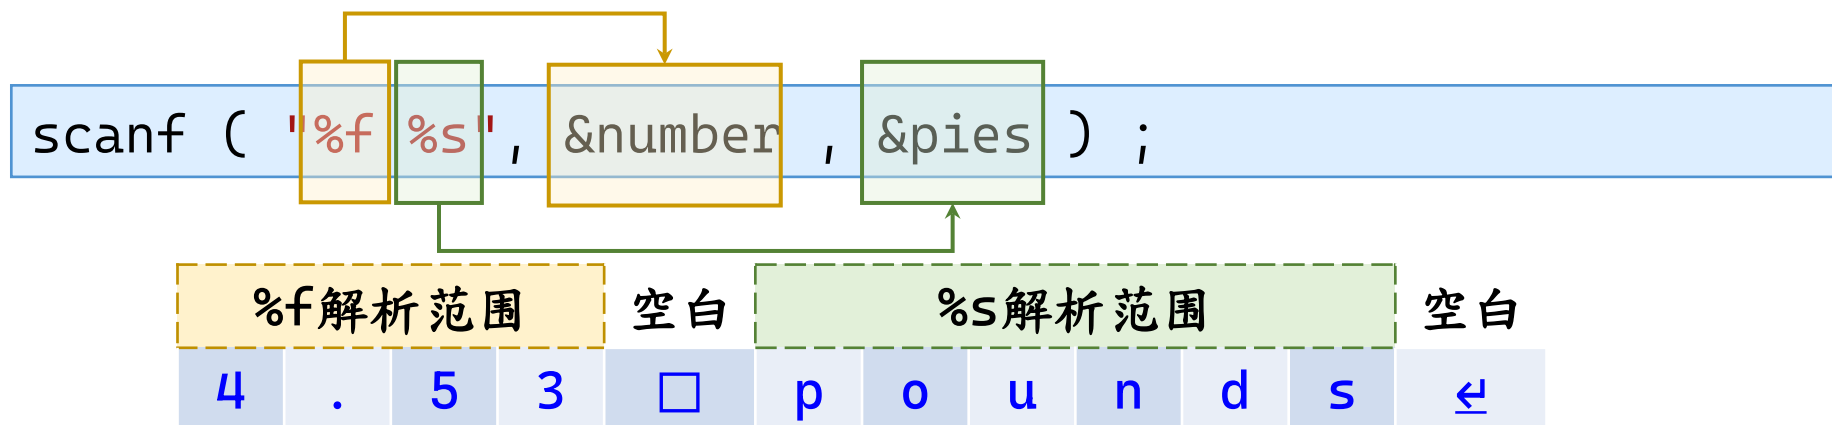 scanf ( "%f %s", &number , &pies ) ;
%f解析范围 空白 %s解析范围 空白
4 . 5 3 □ p o u n d s ↲